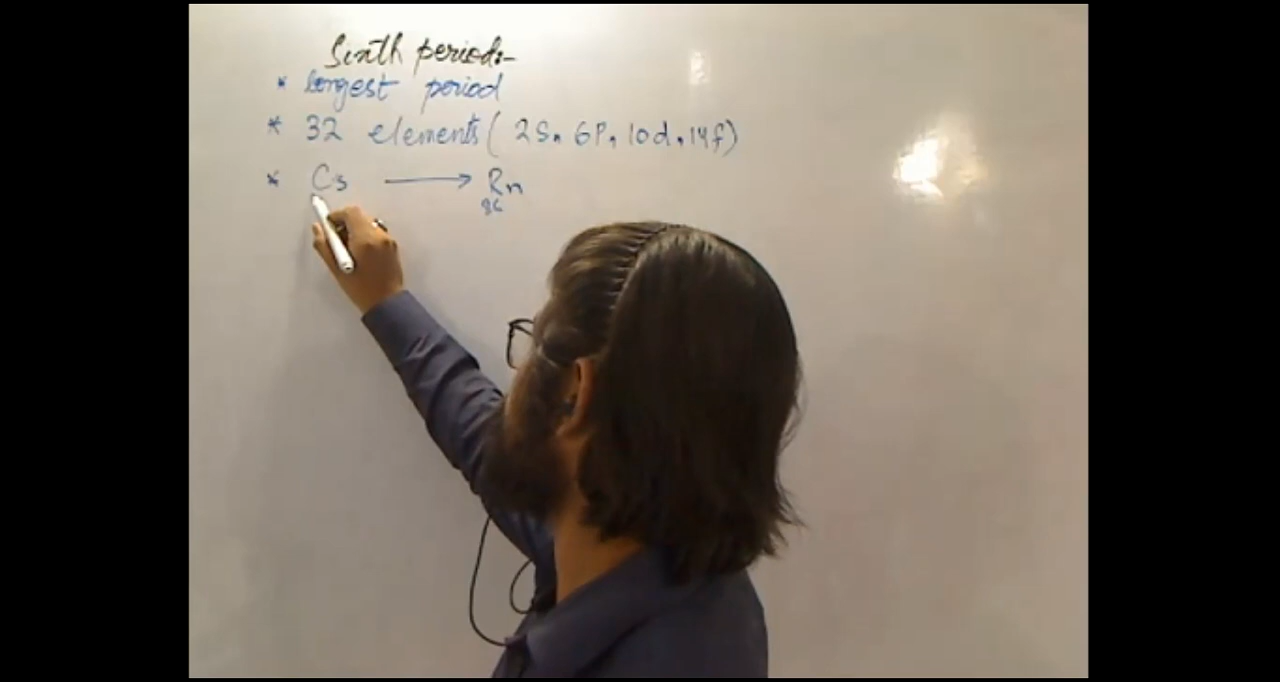 Sixth period:-
* longest period
* 32 elements ( 2s, 6p, 10d, 14f)
* Cs ⟶ Rn
86